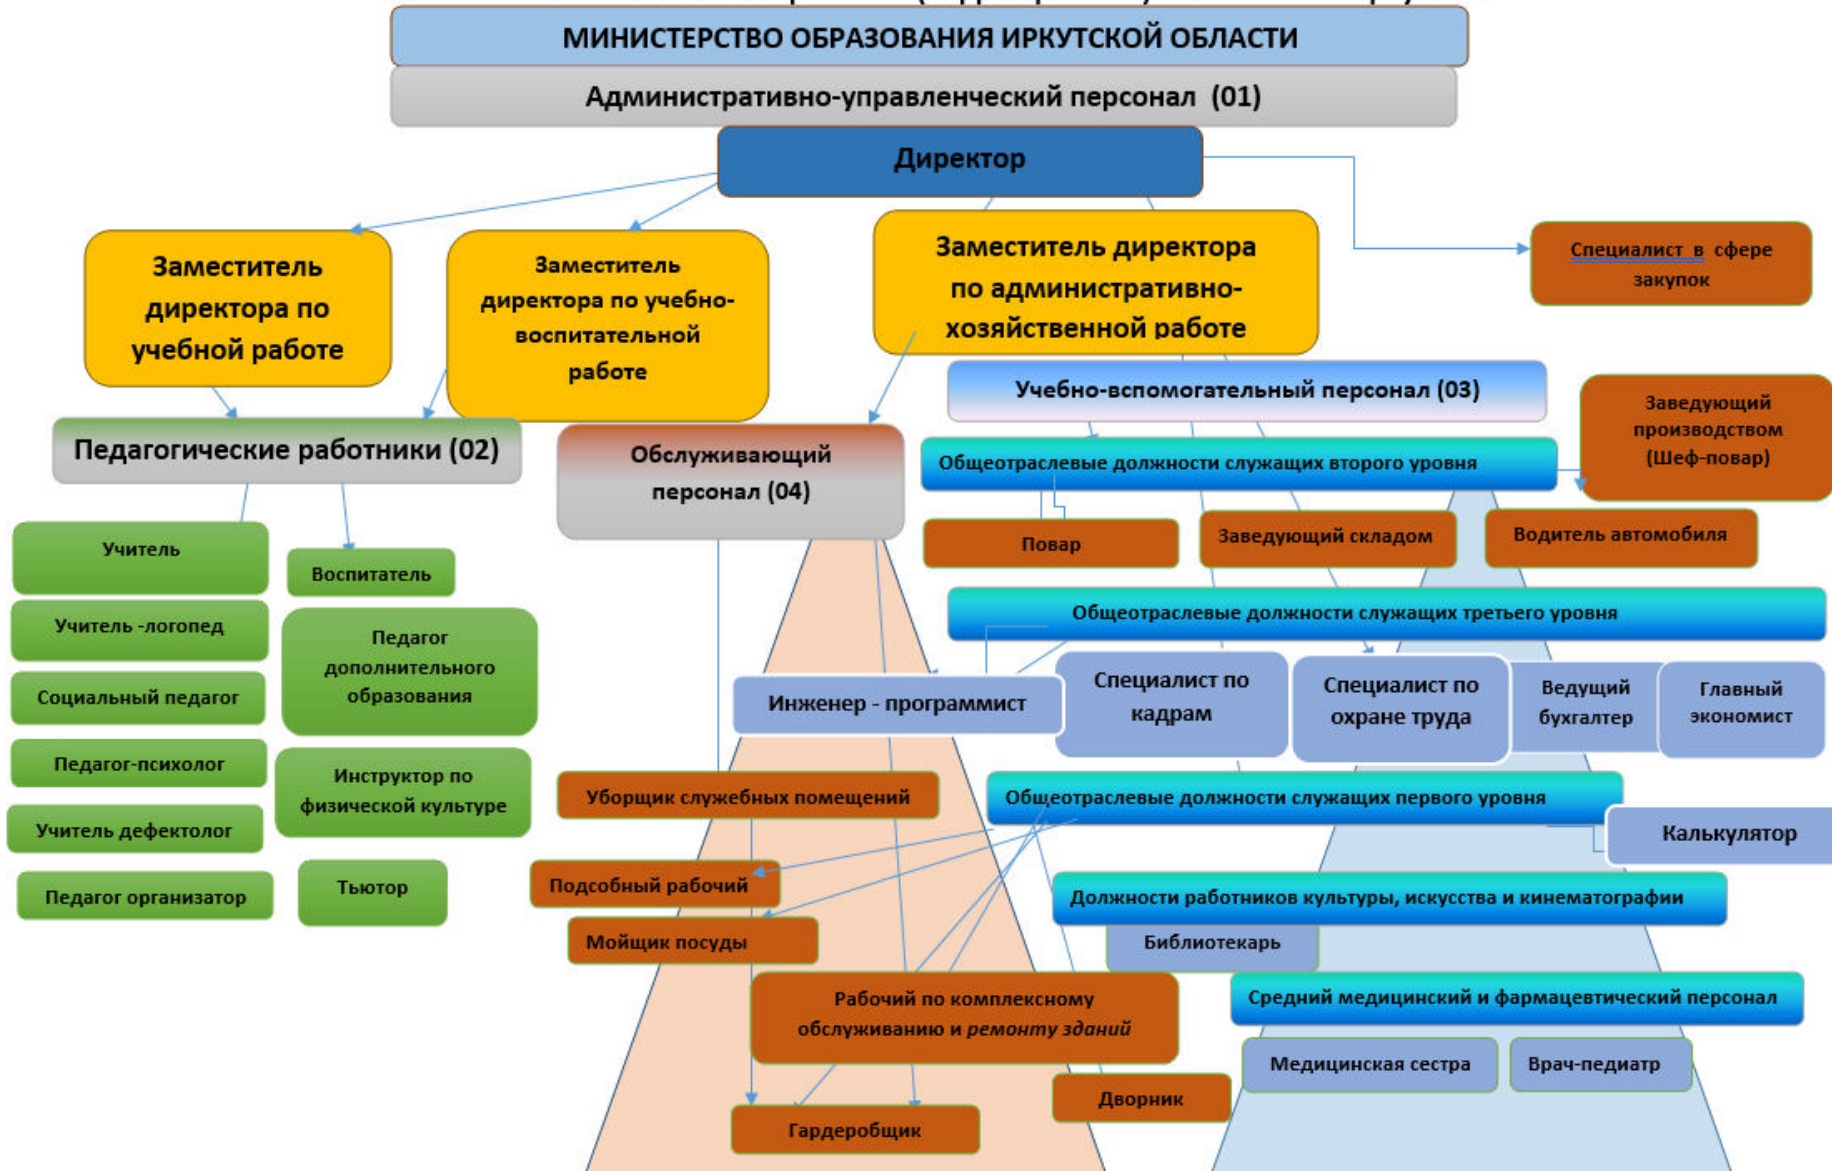 МИНИСТЕРСТВО ОБРАЗОВАНИЯ ИРКУТСКОЙ ОБЛАСТИ
Административно-управленческий персонал (01)
Директор
Заместитель
директора по
учебной работе
Заместитель
директора по учебно-
воспитательной
работе
Заместитель директора
по административно-
хозяйственной работе
Специалист в сфере
закупок
Педагогические работники (02)
Обслуживающий
персонал (04)
Учебно-вспомогательный персонал (03)
Заведующий
производством
(Шеф-повар)
Общеотраслевые должности служащих второго уровня
Повар
Заведующий складом
Водитель автомобиля
Учитель
Воспитатель
Учитель -логопед
Педагог
дополнительного
образования
Социальный педагог
Педагог-психолог
Инструктор по
физической культуре
Учитель дефектолог
Педагог организатор
Тьютор
Общеотраслевые должности служащих третьего уровня
Инженер - программист
Специалист по
кадрам
Специалист по
охране труда
Ведущий
бухгалтер
Главный
экономист
Уборщик служебных помещений
Общеотраслевые должности служащих первого уровня
Калькулятор
Подсобный рабочий
Мойщик посуды
Должности работников культуры, искусства и кинематографии
Библиотекарь
Рабочий по комплексному
обслуживанию и ремонту зданий
Средний медицинский и фармацевтический персонал
Медицинская сестра
Врач-педиатр
Дворник
Гардеробщик